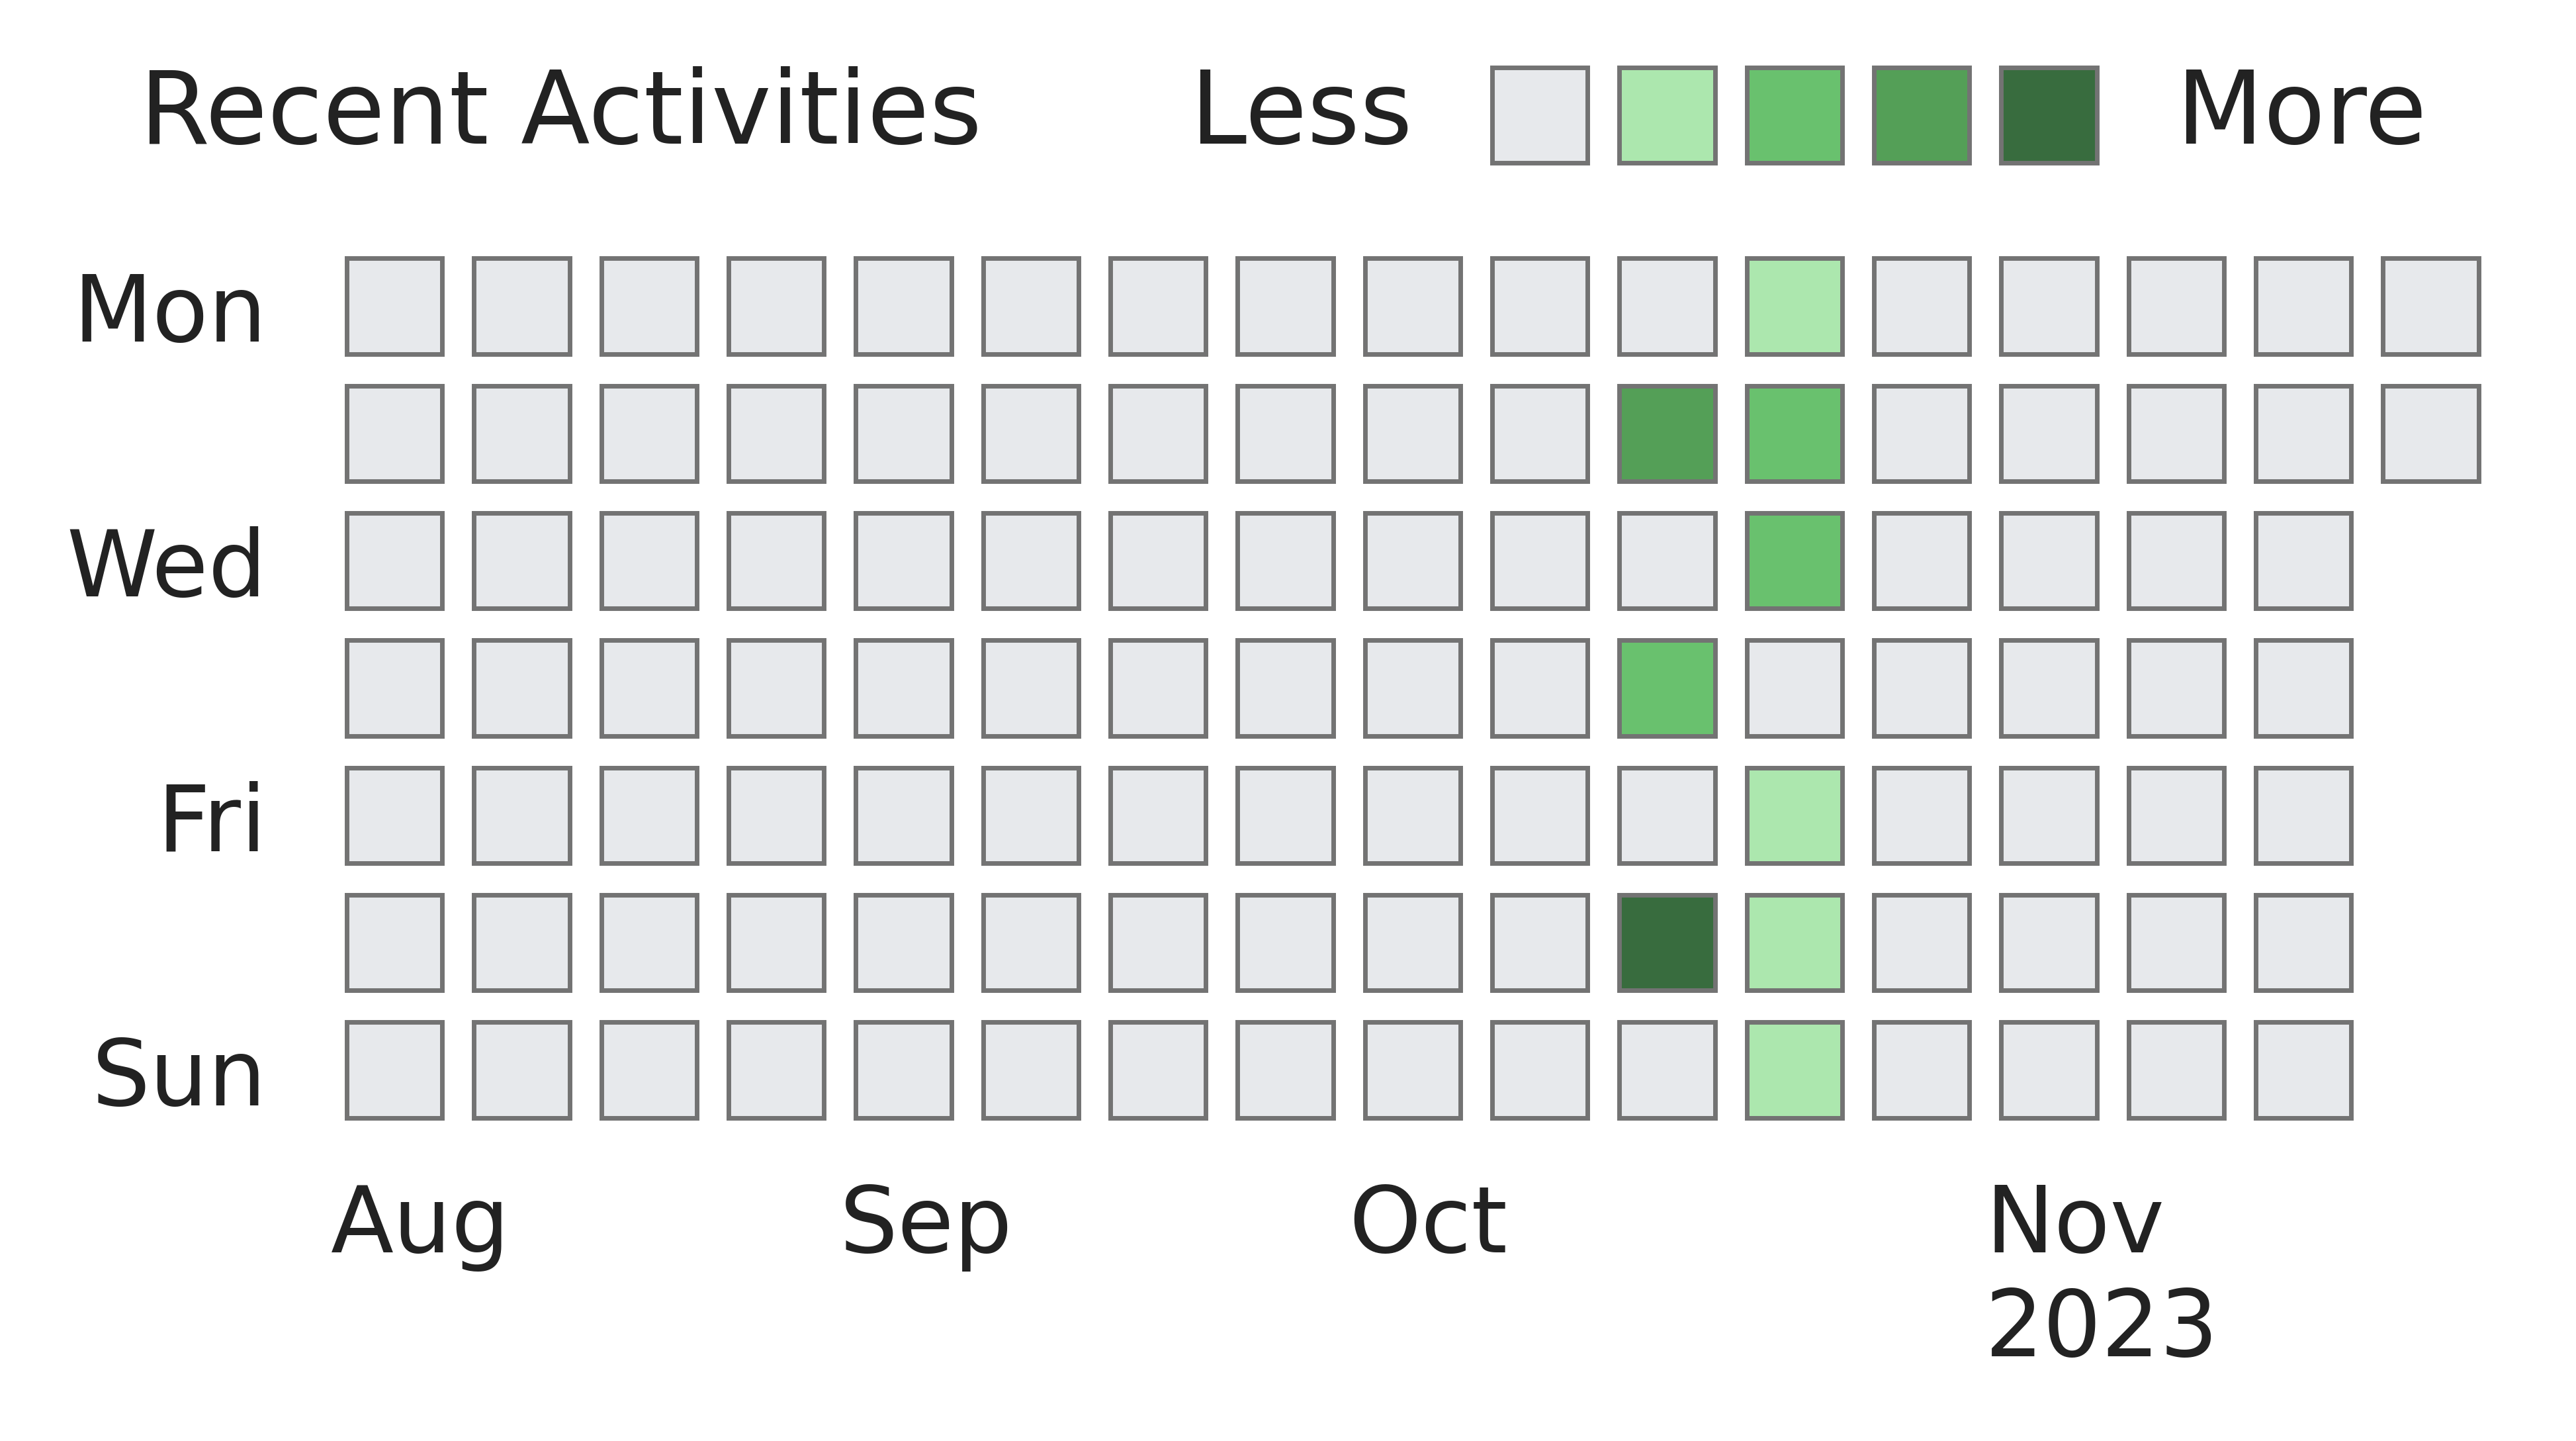 Recent Activities
Less
More
Mon
Wed
Fri
Sun
Aug
Sep
Oct
Nov
2023